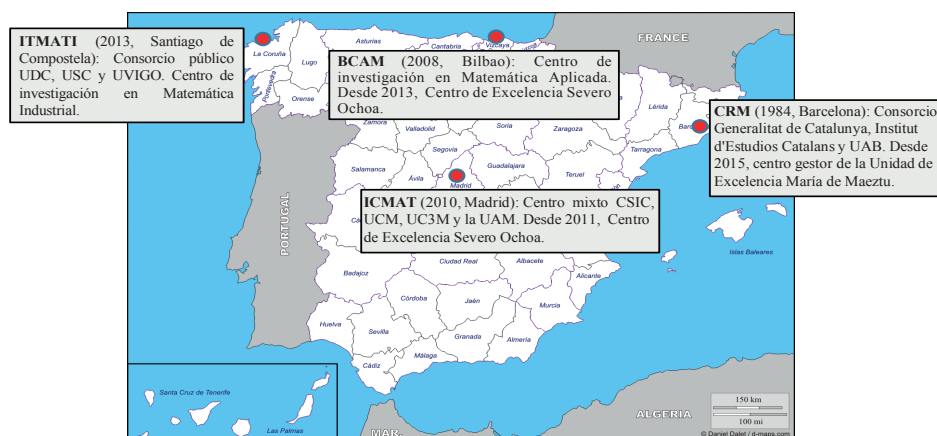 ITMATI (2013, Santiago de
Compostela): Consorcio público
UDC, USC y UVIGO. Centro de
investigación en Matemática
Industrial.
BCAM (2008, Bilbao): Centro de
investigación en Matemática Aplicada.
Desde 2013, Centro de Excelencia Severo
Ochoa.
CRM (1984, Barcelona): Consorcio
Generalitat de Catalunya, Institut
d'Estudios Catalans y UAB. Desde
2015, centro gestor de la Unidad de
Excelencia María de Maeztu.
ICMAT (2010, Madrid): Centro mixto CSIC,
UCM, UC3M y la UAM. Desde 2011, Centro
de Excelencia Severo Ochoa.
FRANCE
PORTUGAL
ALGERIA
MAR.
La Coruña
Lugo
Asturias
Cantabria
Vizcaya
Pontevedra
Orense
Zamora
Valladolid
Soria
Zaragoza
Lérida
Tarragona
Segovia
Salamanca
Ávila
Madrid
Guadalajara
Teruel
Islas Baleares
Badajoz
Ciudad Real
Albacete
Alicante
Córdoba
Jaén
Murcia
Huelva
Sevilla
Granada
Almería
Málaga
Cádiz
Santa Cruz de Tenerife
Las Palmas
150 km
100 mi
© Daniel Dalet / d-maps.com